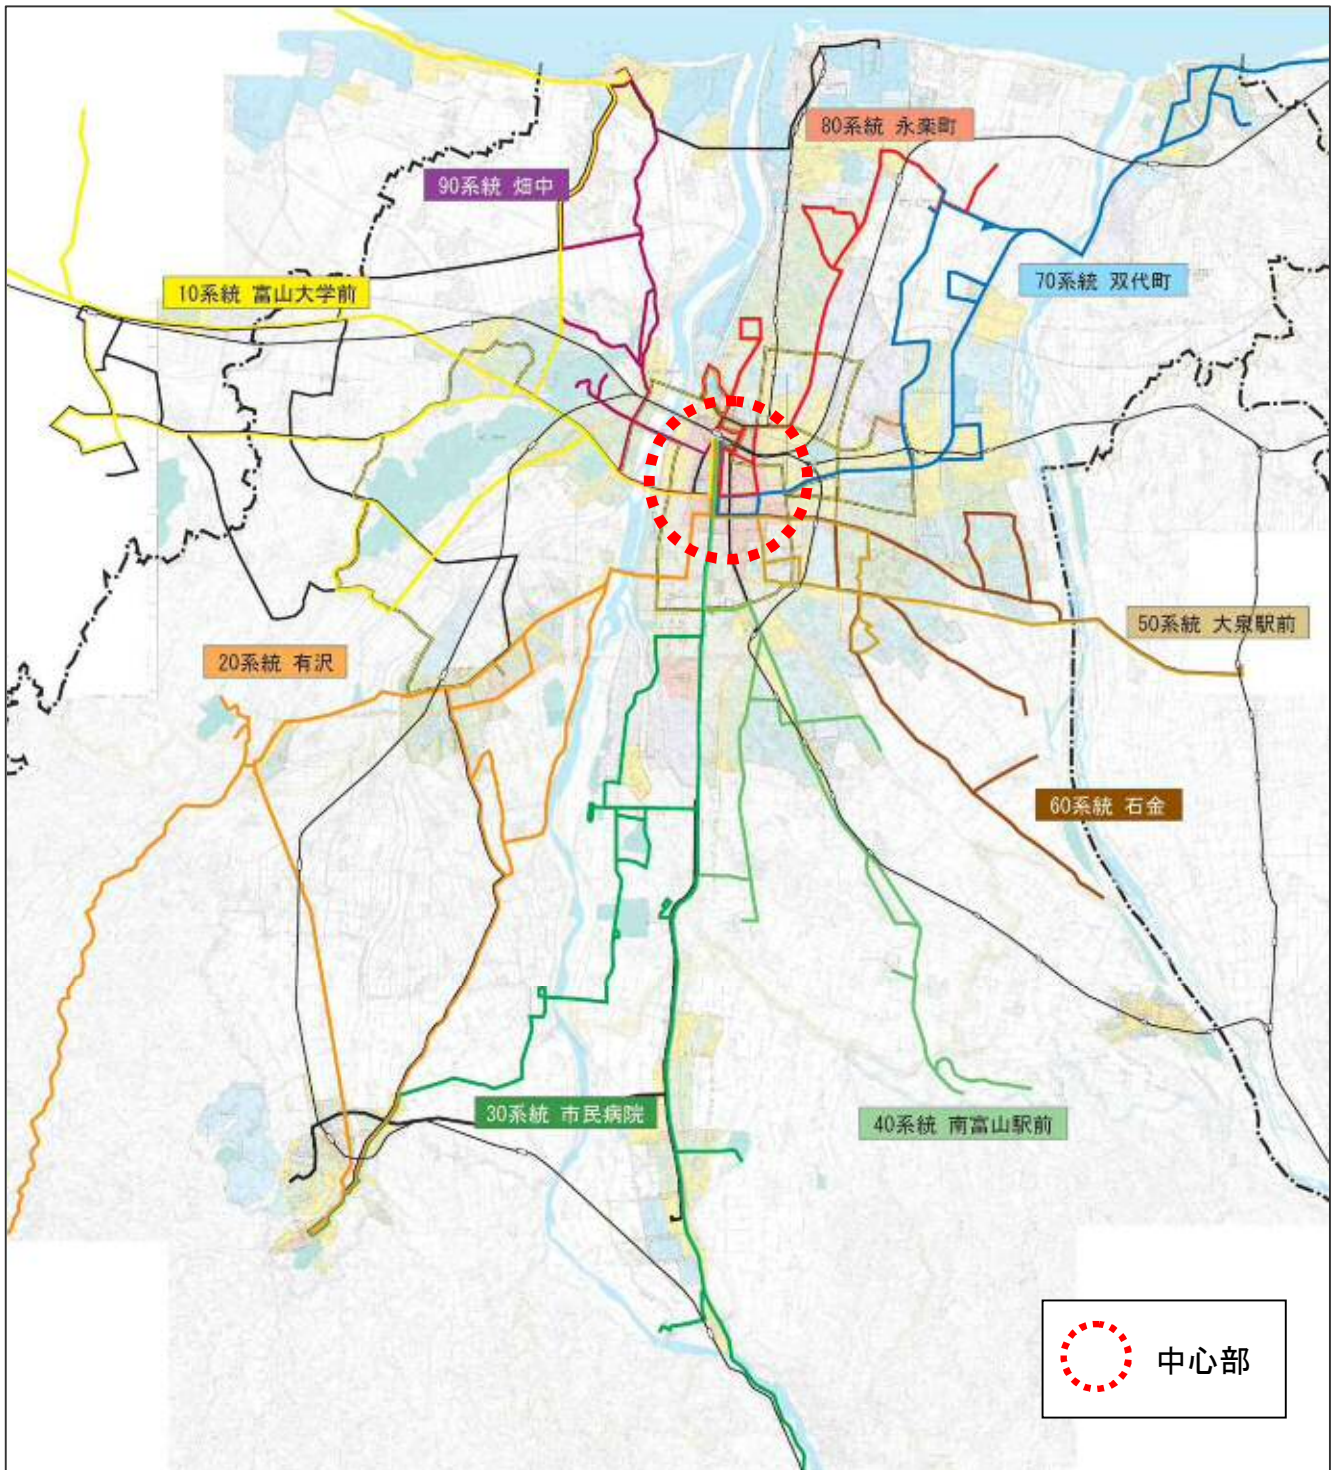 80系統 永楽町
90系統 畑中
70系統 双代町
10系統 富山大学前
50系統 大泉駅前
20系統 有沢
60系統 石金
30系統 市民病院
40系統 南富山駅前
中心部